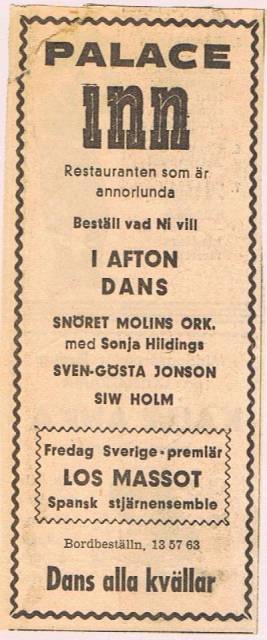 PALACE
inn
Restauranten som är
annorlunda
Beställ vad Ni vill
I AFTON
DANS
SNÖRET MOLINS ORK.
med Sonja Hildings
SVEN-GÖSTA JONSON
SIW HOLM
Fredag Sverige-premiär
LOS MASSOT
Spansk stjärnensemble
Bordbeställn, 13 57 63
Dans alla kvällar